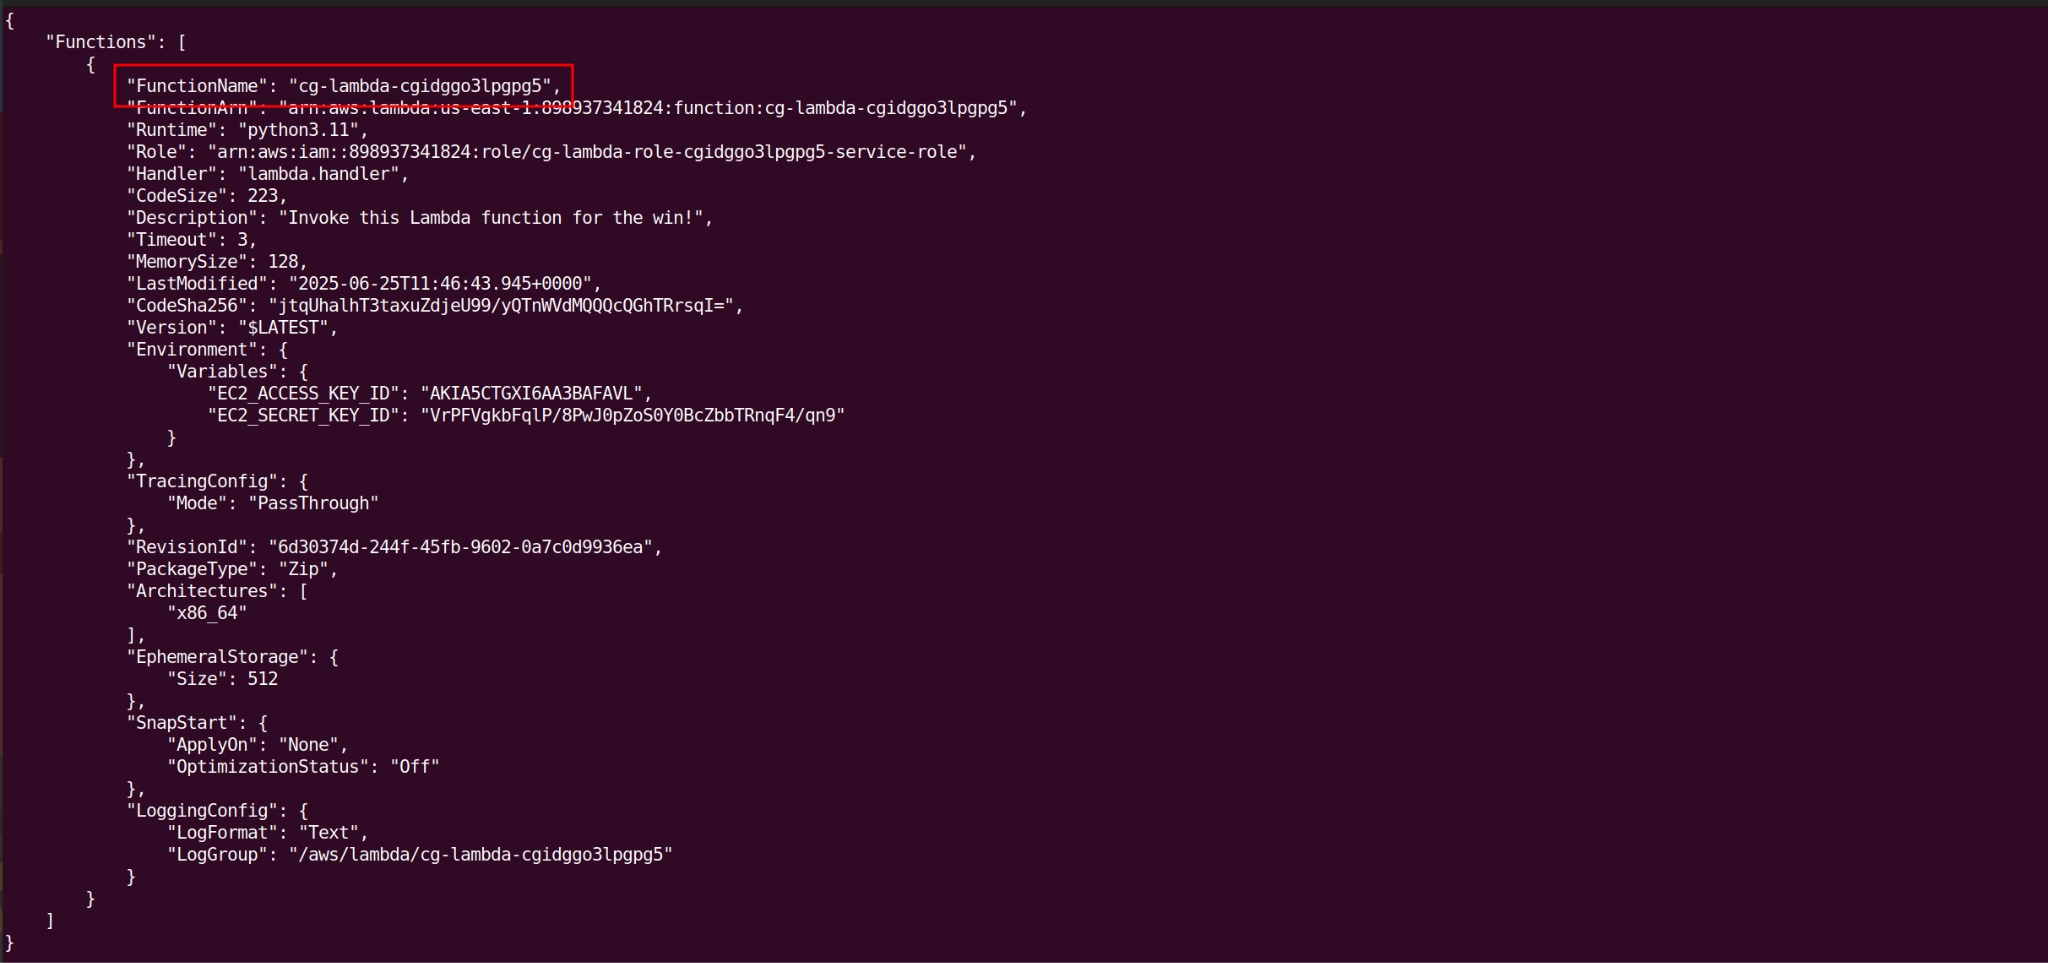 {
    "Functions": [
        {
            "FunctionName": "cg-lambda-cgidggo3lpgpg5",
            "FunctionArn": "arn:aws:lambda:us-east-1:898937341824:function:cg-lambda-cgidggo3lpgpg5",
            "Runtime": "python3.11",
            "Role": "arn:aws:iam::898937341824:role/cg-lambda-role-cgidggo3lpgpg5-service-role",
            "Handler": "lambda.handler",
            "CodeSize": 223,
            "Description": "Invoke this Lambda function for the win!",
            "Timeout": 3,
            "MemorySize": 128,
            "LastModified": "2025-06-25T11:46:43.945+0000",
            "CodeSha256": "jtqUhalhT3taxuZdjeU99/yQTnWVdMQQQcQGhTRrsqI=",
            "Version": "$LATEST",
            "Environment": {
                "Variables": {
                    "EC2_ACCESS_KEY_ID": "AKIA5CTGXI6AA3BAFAVL",
                    "EC2_SECRET_KEY_ID": "VrPFVgkbFqlP/8PwJ0pZoS0Y0BcZbbTRnqF4/qn9"
                }
            },
            "TracingConfig": {
                "Mode": "PassThrough"
            },
            "RevisionId": "6d30374d-244f-45fb-9602-0a7c0d9936ea",
            "PackageType": "Zip",
            "Architectures": [
                "x86_64"
            ],
            "EphemeralStorage": {
                "Size": 512
            },
            "SnapStart": {
                "ApplyOn": "None",
                "OptimizationStatus": "Off"
            },
            "LoggingConfig": {
                "LogFormat": "Text",
                "LogGroup": "/aws/lambda/cg-lambda-cgidggo3lpgpg5"
            }
        }
    ]
}